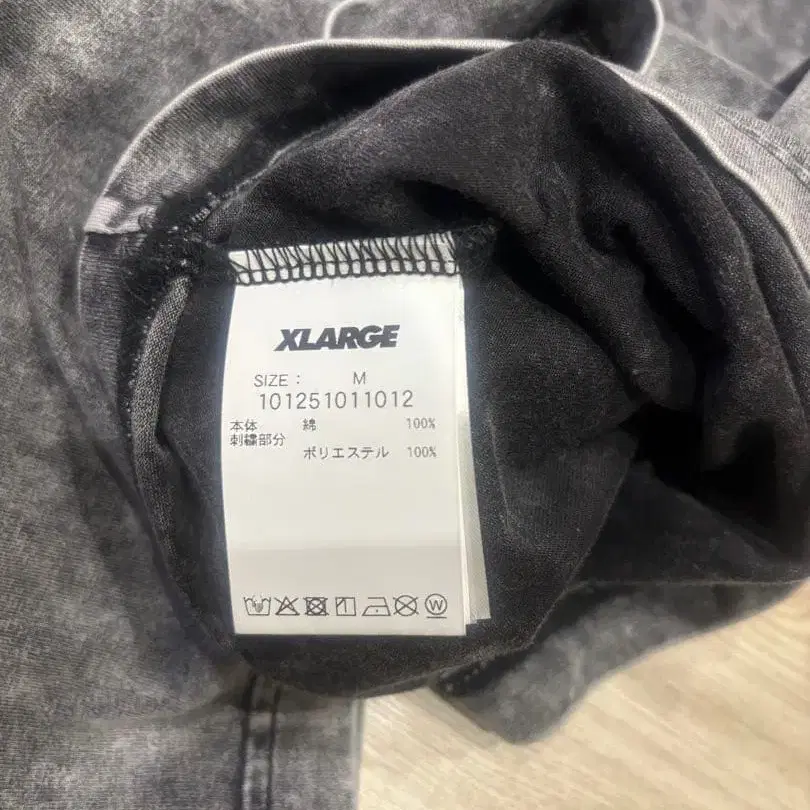 XLARGE
SIZE : M
101251011012
本体 綿 100%
刺繍部分
ポリエステル 100%
W